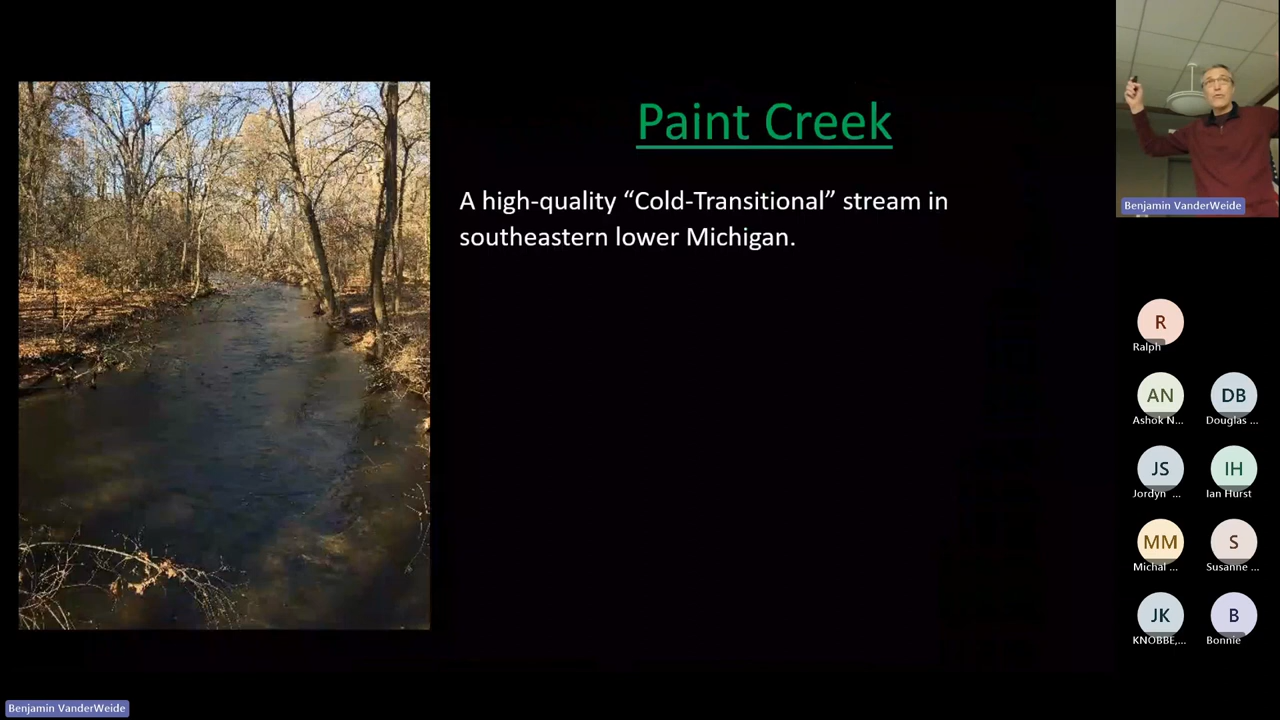 Paint Creek
A high-quality “Cold-Transitional” stream in
southeastern lower Michigan.
Benjamin VanderWeide
R
Ralph
AN
DB
Ashok N...
Douglas ...
JS
IH
Jordyn ...
Ian Hurst
MM
S
Michal ...
Susanne ...
JK
B
KNOBBE,...
Bonnie
Benjamin VanderWeide